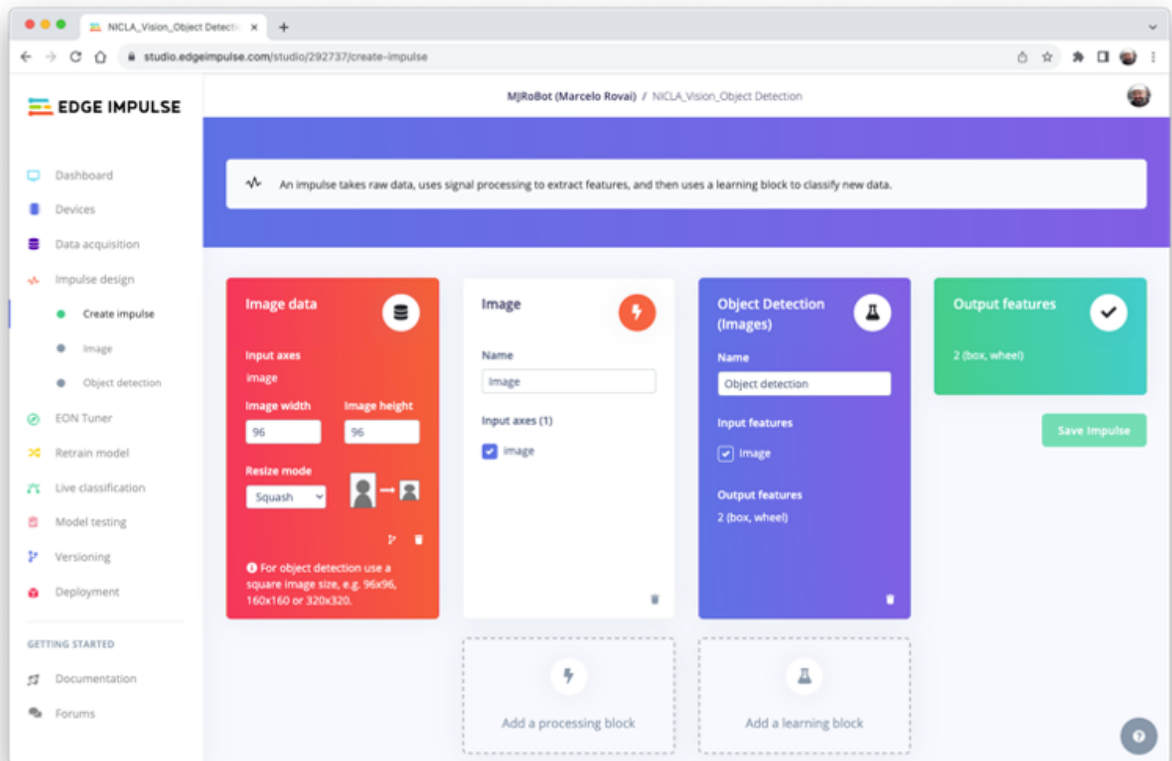 NICLA_Vision_Object Detectio
studio.edgeimpulse.com/studio/292737/create-impulse
EDGE IMPULSE
MJRoBot (Marcelo Rovai) / NICLA_Vision_Object Detection
An impulse takes raw data, uses signal processing to extract features, and then uses a learning block to classify new data.
Dashboard
Devices
Data acquisition
Impulse design
Create impulse
Image
Object detection
EON Tuner
Retrain model
Live classification
Model testing
Versioning
Deployment
GETTING STARTED
Documentation
Forums
Image data
Input axes
image
Image width
Image height
96
96
Resize mode
Squash
For object detection use a
square image size, e.g. 96x96,
160x160 or 320x320.
Image
Name
Image
Input axes (1)
image
Object Detection
(Images)
Name
Object detection
Input features
Image
Output features
2 (box, wheel)
Output features
2 (box, wheel)
Save Impulse
Add a processing block
Add a learning block